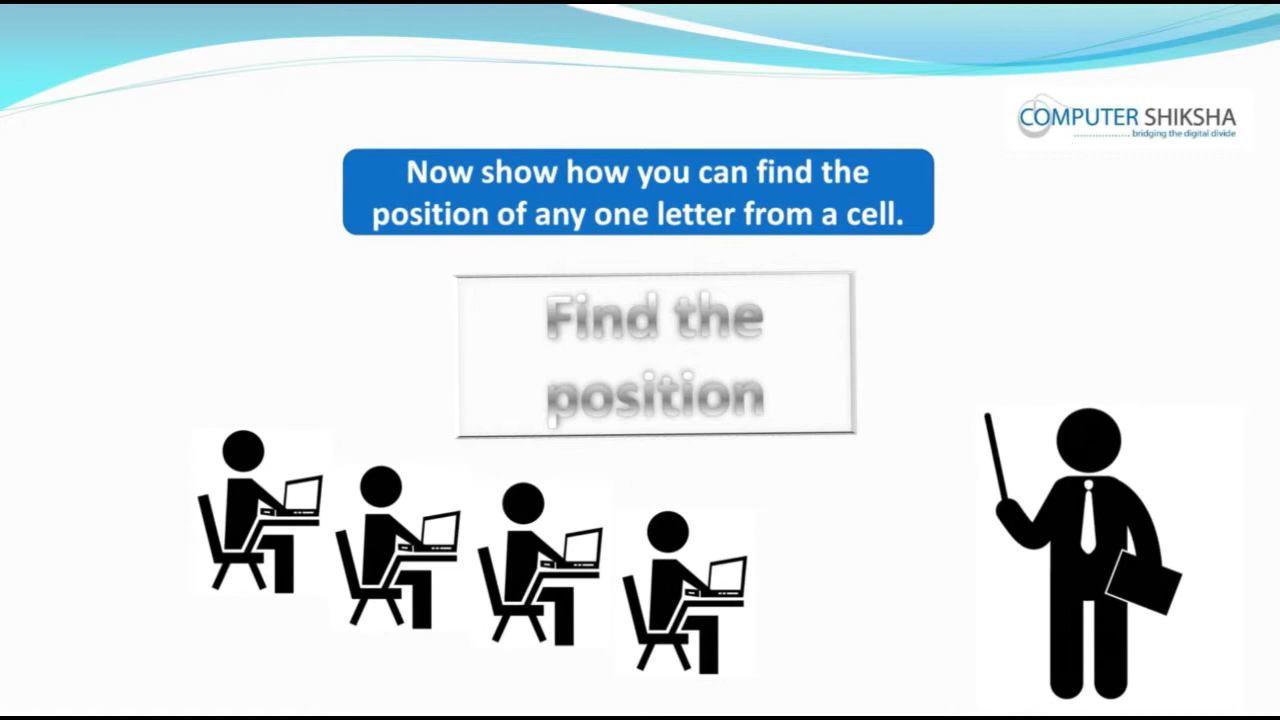 COMPUTER SHIKSHA
bridging the digital divide
Now show how you can find the
position of any one letter from a cell.
Find the
position